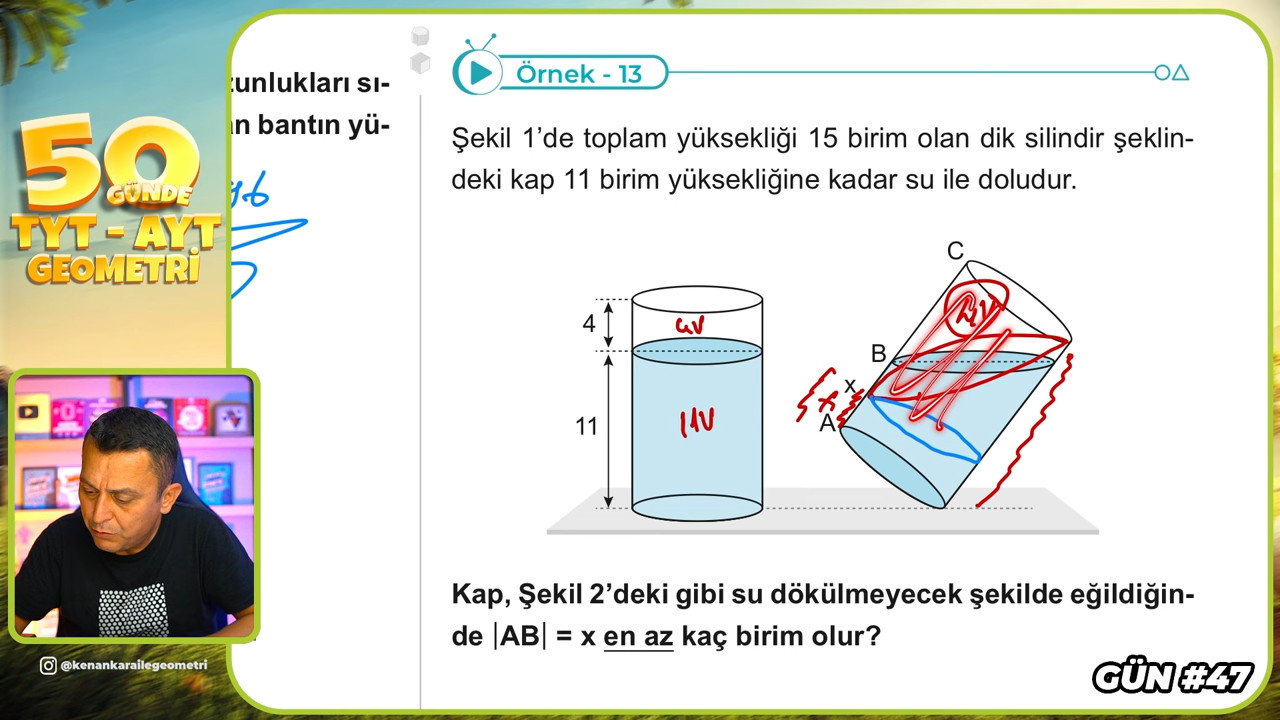 50
GÜNDE
TYT - AYT
GEOMETRİ
@kenankarailegeometri
zunlukları sı-
an bantın yü-
Örnek - 13
Şekil 1’de toplam yüksekliği 15 birim olan dik silindir şeklin-
deki kap 11 birim yüksekliğine kadar su ile doludur.
4
4V
11
11V
C
B
x
x
A
Kap, Şekil 2’deki gibi su dökülmeyecek şekilde eğildiğin-
de |AB| = x en az kaç birim olur?
GÜN #47